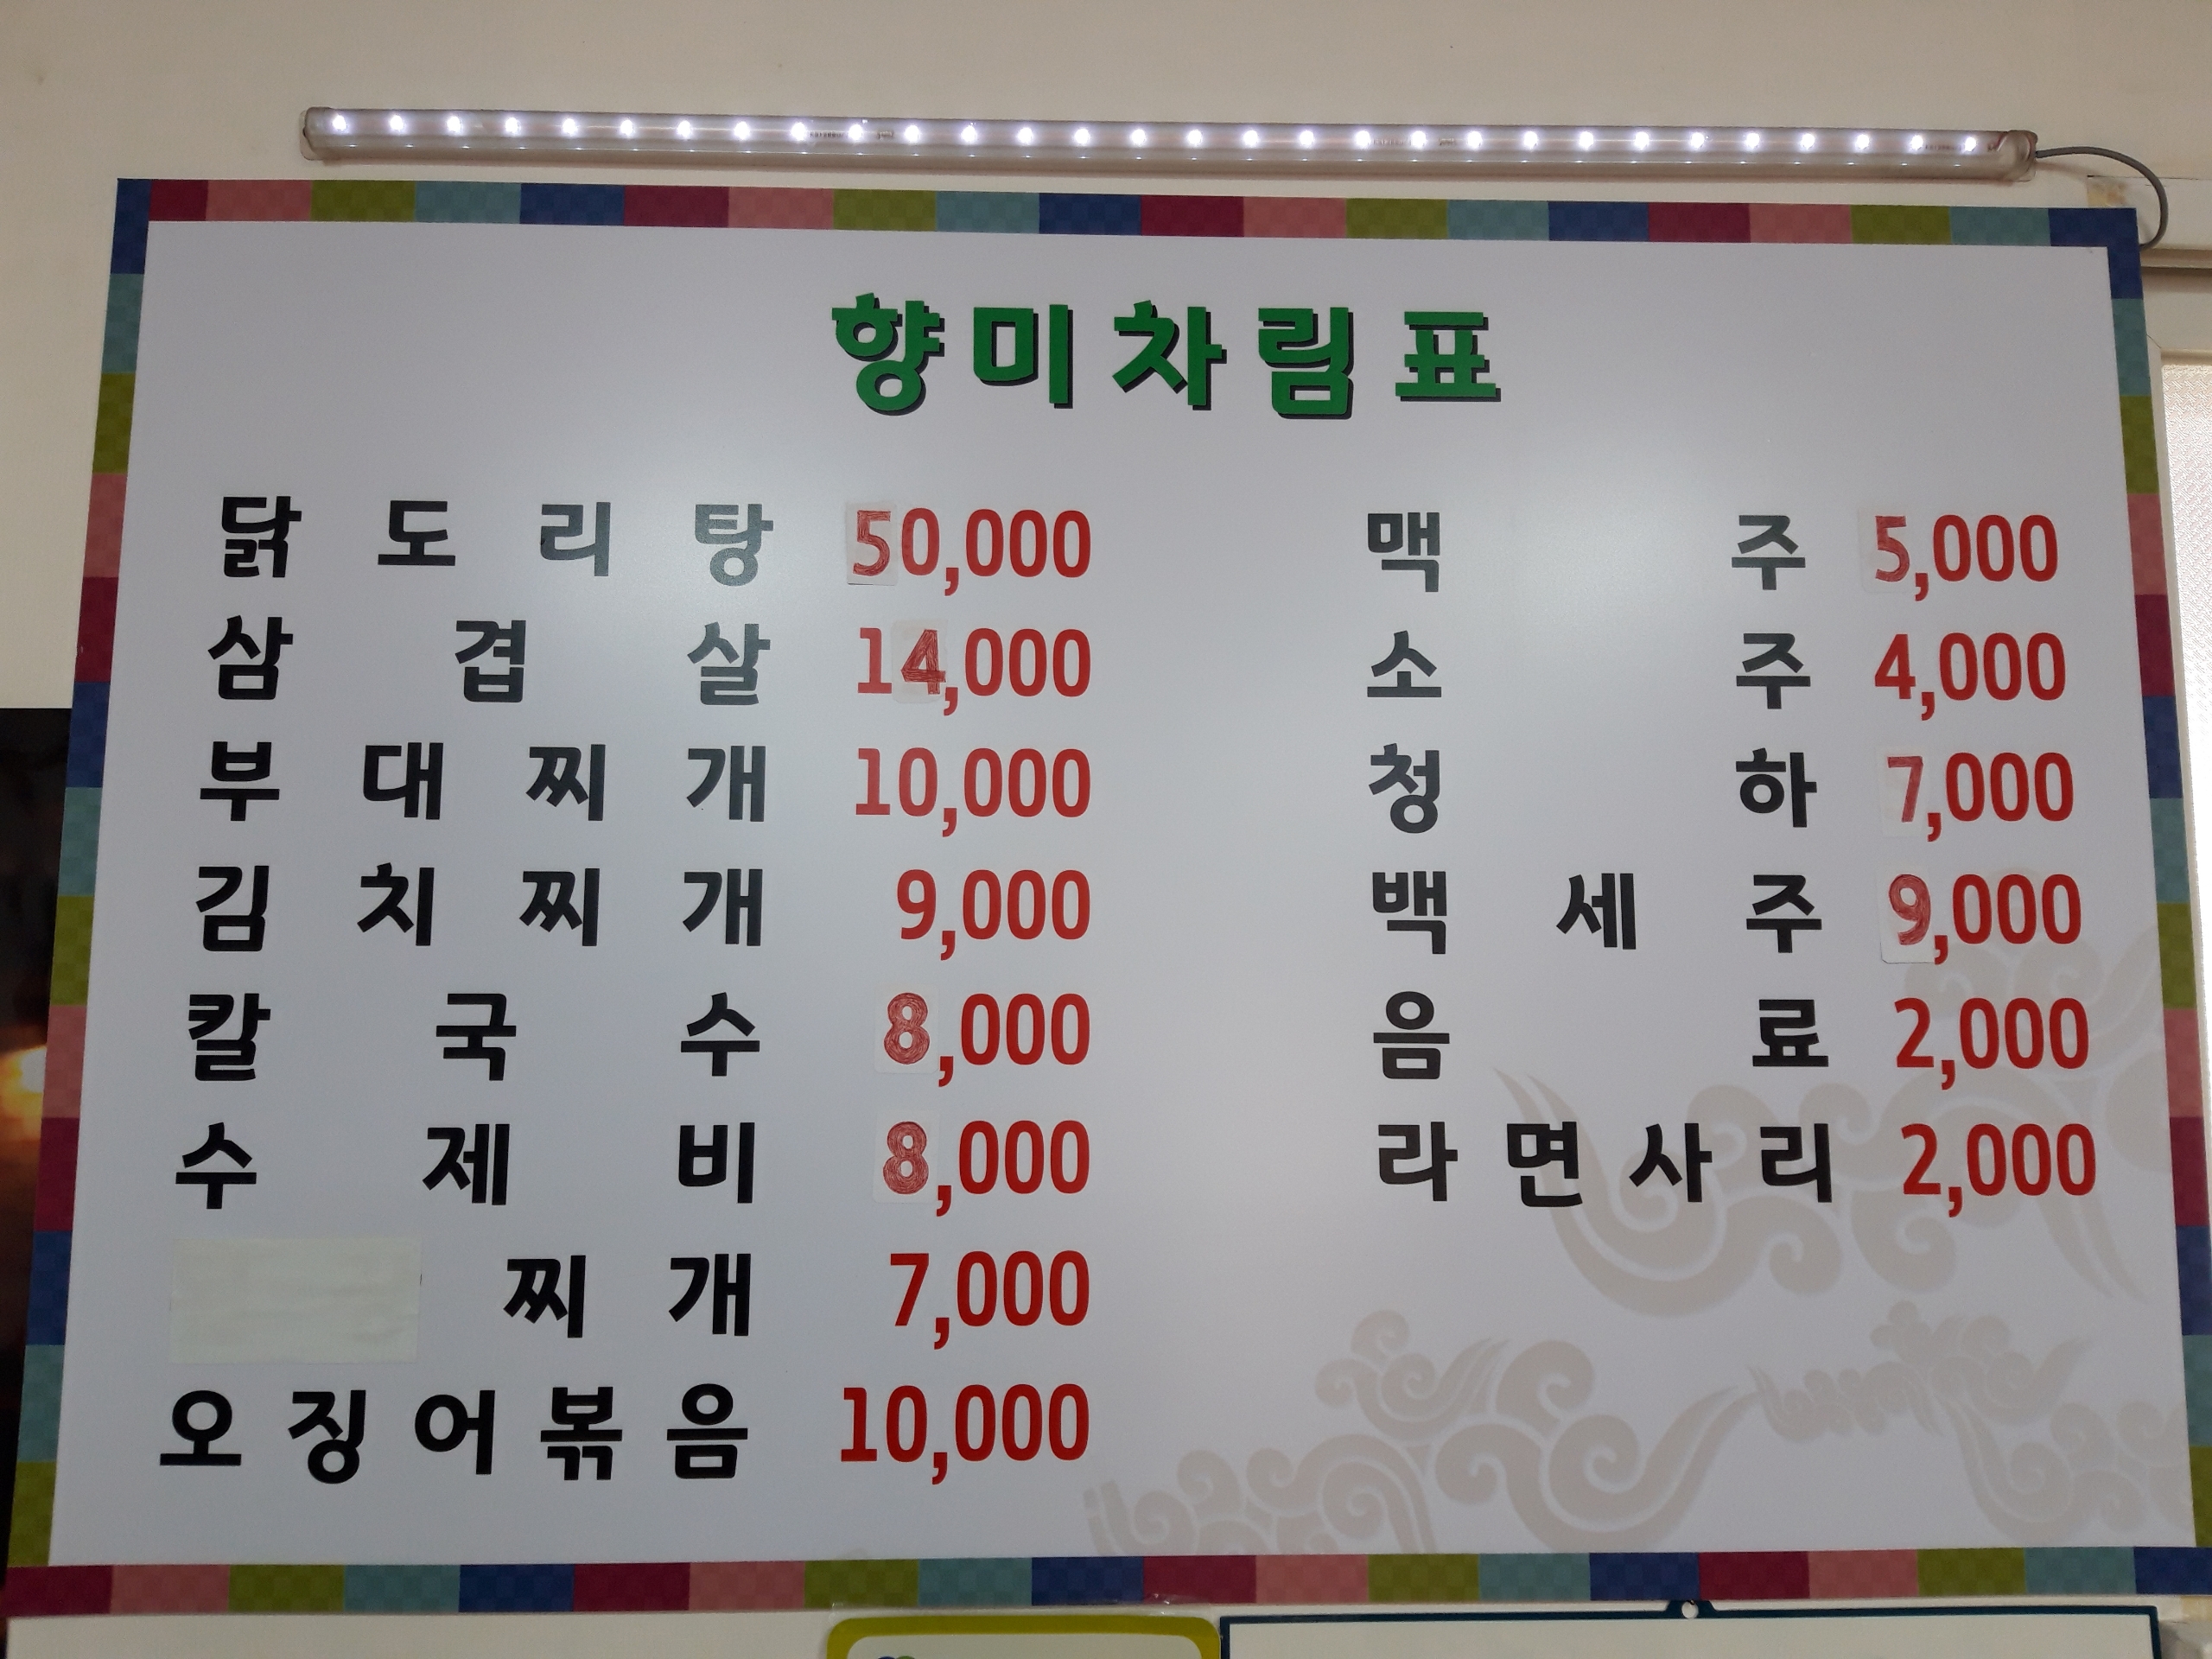 향미차림표
닭도리탕 50,000
삼겹살 14,000
부대찌개 10,000
김치찌개 9,000
칼국수 8,000
수제비 8,000
찌개 7,000
오징어볶음 10,000
맥주 5,000
소주 4,000
청하 7,000
백세주 9,000
음료 2,000
라면사리 2,000